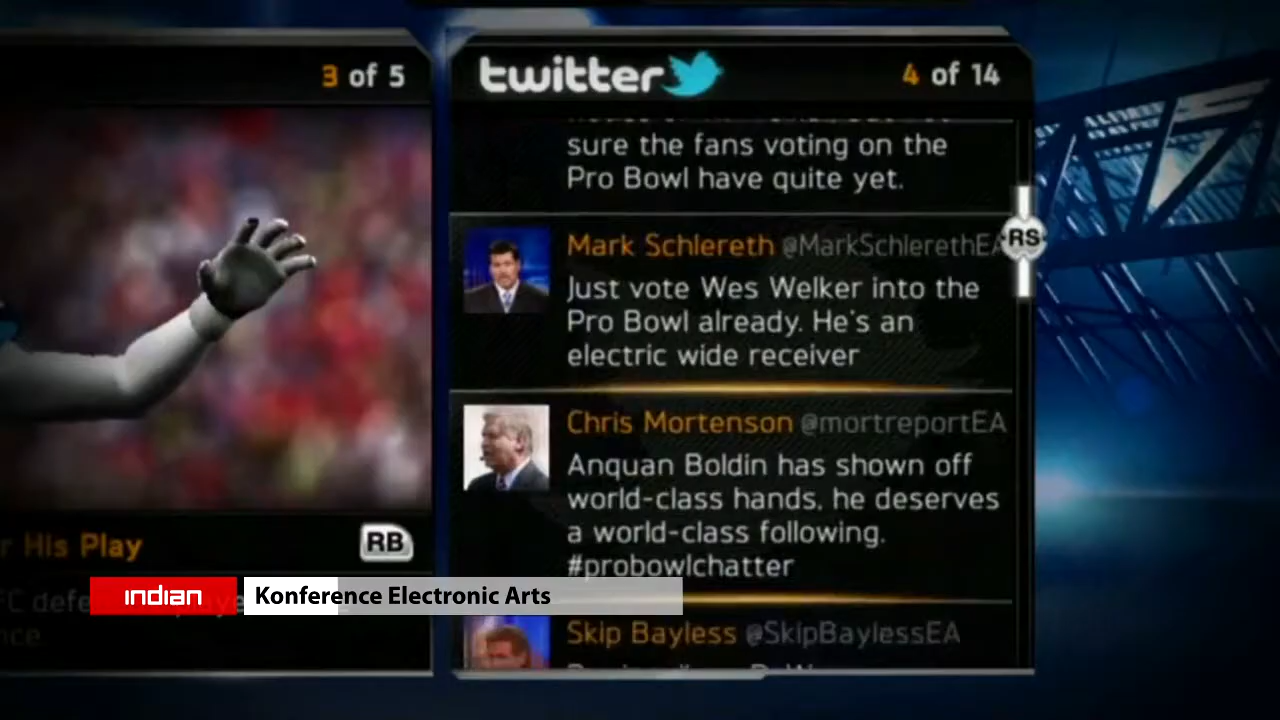 3 of 5
twitter
4 of 14
sure the fans voting on the
Pro Bowl have quite yet.
Mark Schlereth @MarkSchlerethEA
RS
Just vote Wes Welker into the
Pro Bowl already. He's an
electric wide receiver
Chris Mortenson @mortreportEA
Anquan Boldin has shown off
world-class hands, he deserves
a world-class following.
#probowlchatter
His Play
RB
indian
Konference Electronic Arts
Skip Bayless @SkipBaylessEA